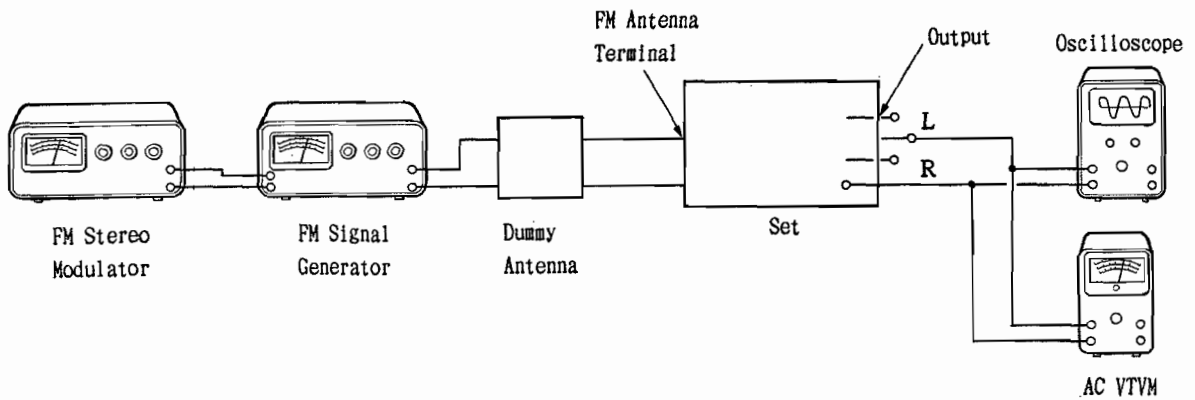 FM Antenna
Terminal
Output
Oscilloscope
L
R
FM Stereo
Modulator
FM Signal
Generator
Dummy
Antenna
Set
AC VTVM